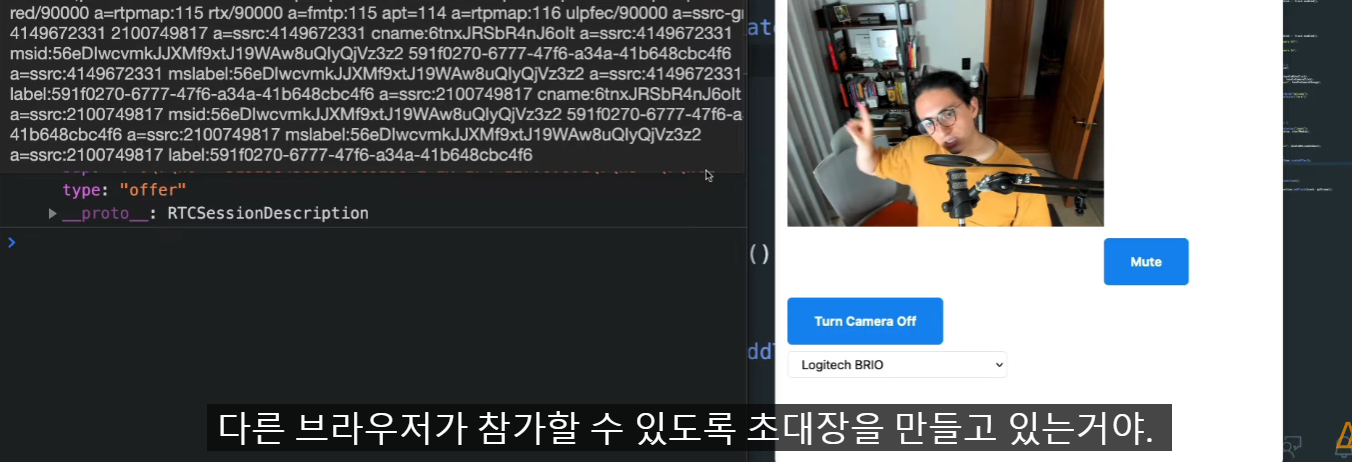 red/90000 a=rtpmap:115 rtx/90000 a=fmtp:115 apt=114 a=rtpmap:116 ulpfec/90000 a=ssrc-g
4149672331 2100749817 a=ssrc:4149672331 cname:6tnxJRSbR4nJ6oIt a=ssrc:4149672331
msid:56eDIwcvmkJJXMf9xtJ19WAw8uQIyQjVz3z2 591f0270-6777-47f6-a34a-41b648cbc4f6
a=ssrc:4149672331 mslabel:56eDIwcvmkJJXMf9xtJ19WAw8uQIyQjVz3z2 a=ssrc:4149672331
label:591f0270-6777-47f6-a34a-41b648cbc4f6 a=ssrc:2100749817 cname:6tnxJRSbR4nJ6oIt
a=ssrc:2100749817 msid:56eDIwcvmkJJXMf9xtJ19WAw8uQIyQjVz3z2 591f0270-6777-47f6-a
41b648cbc4f6 a=ssrc:2100749817 mslabel:56eDIwcvmkJJXMf9xtJ19WAw8uQIyQjVz3z2
a=ssrc:2100749817 label:591f0270-6777-47f6-a34a-41b648cbc4f6
type: "offer"
▶ __proto__: RTCSessionDescription
>
ate
()
dd
Mute
Turn Camera Off
Logitech BRIO
다른 브라우저가 참가할 수 있도록 초대장을 만들고 있는거야.